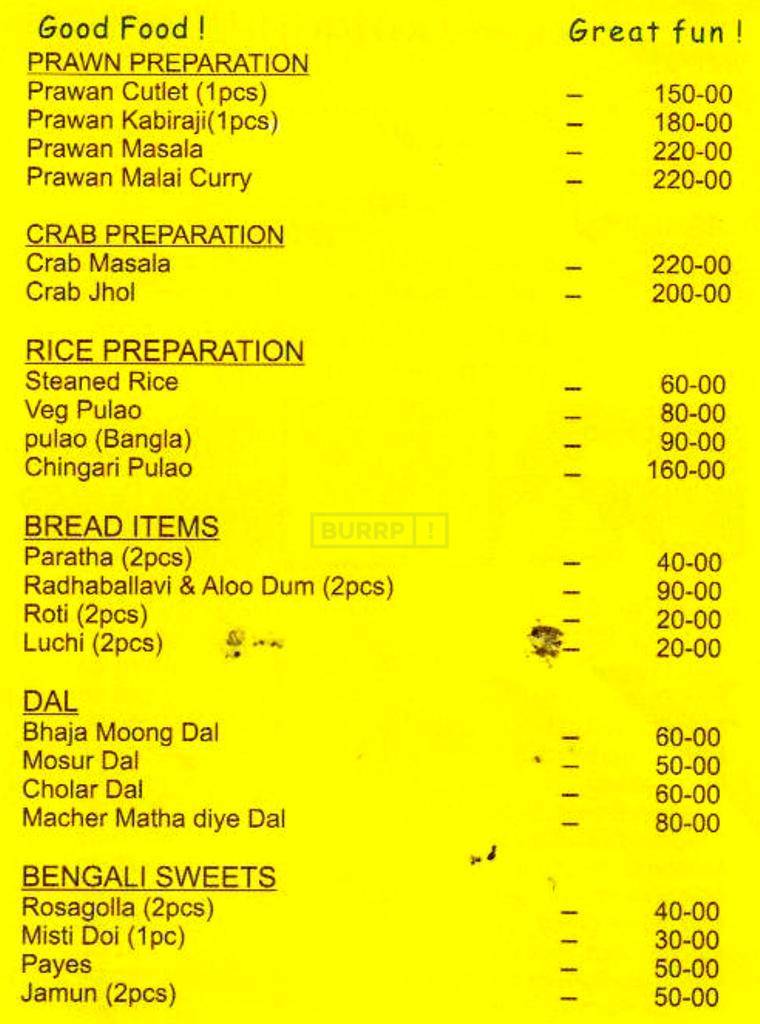 Good Food ! Great fun !
PRAWN PREPARATION
Prawan Cutlet (1pcs) – 150-00
Prawan Kabiraji(1pcs) – 180-00
Prawan Masala – 220-00
Prawan Malai Curry – 220-00
CRAB PREPARATION
Crab Masala – 220-00
Crab Jhol – 200-00
RICE PREPARATION
Steaned Rice – 60-00
Veg Pulao – 80-00
pulao (Bangla) – 90-00
Chingari Pulao – 160-00
BURRP !
BREAD ITEMS
Paratha (2pcs) – 40-00
Radhaballavi & Aloo Dum (2pcs) – 90-00
Roti (2pcs) – 20-00
Luchi (2pcs) – 20-00
DAL
Bhaja Moong Dal – 60-00
Mosur Dal – 50-00
Cholar Dal – 60-00
Macher Matha diye Dal – 80-00
BENGALI SWEETS
Rosagolla (2pcs) – 40-00
Misti Doi (1pc) – 30-00
Payes – 50-00
Jamun (2pcs) – 50-00